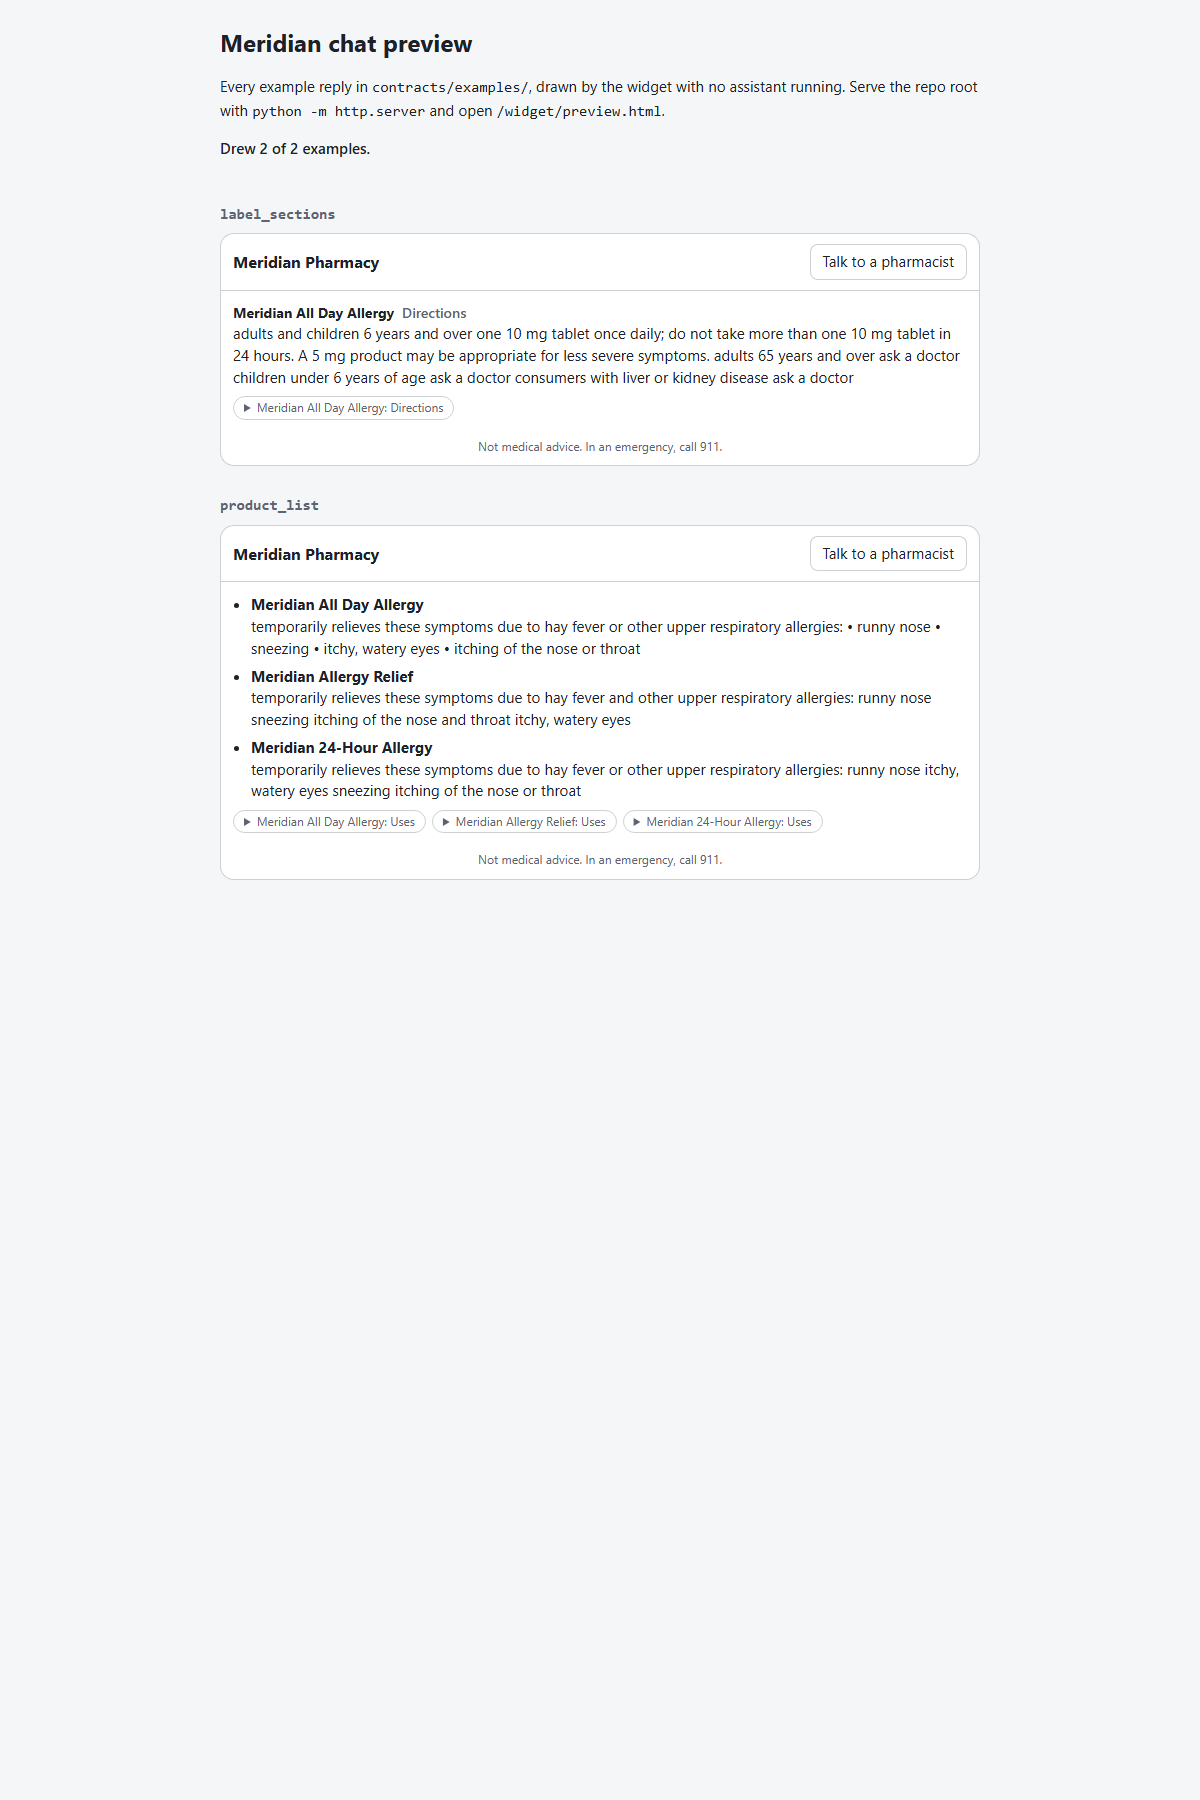 Meridian chat preview
Every example reply in contracts/examples/, drawn by the widget with no assistant running. Serve the repo root
with python -m http.server and open /widget/preview.html.
Drew 2 of 2 examples.
label_sections
Meridian Pharmacy
Talk to a pharmacist
Meridian All Day Allergy Directions
adults and children 6 years and over one 10 mg tablet once daily; do not take more than one 10 mg tablet in
24 hours. A 5 mg product may be appropriate for less severe symptoms. adults 65 years and over ask a doctor
children under 6 years of age ask a doctor consumers with liver or kidney disease ask a doctor
▶ Meridian All Day Allergy: Directions
Not medical advice. In an emergency, call 911.
product_list
Meridian Pharmacy
Talk to a pharmacist
• Meridian All Day Allergy
temporarily relieves these symptoms due to hay fever or other upper respiratory allergies: • runny nose •
sneezing • itchy, watery eyes • itching of the nose or throat
• Meridian Allergy Relief
temporarily relieves these symptoms due to hay fever and other upper respiratory allergies: runny nose
sneezing itching of the nose and throat itchy, watery eyes
• Meridian 24-Hour Allergy
temporarily relieves these symptoms due to hay fever or other upper respiratory allergies: runny nose itchy,
watery eyes sneezing itching of the nose or throat
▶ Meridian All Day Allergy: Uses ▶ Meridian Allergy Relief: Uses ▶ Meridian 24-Hour Allergy: Uses
Not medical advice. In an emergency, call 911.